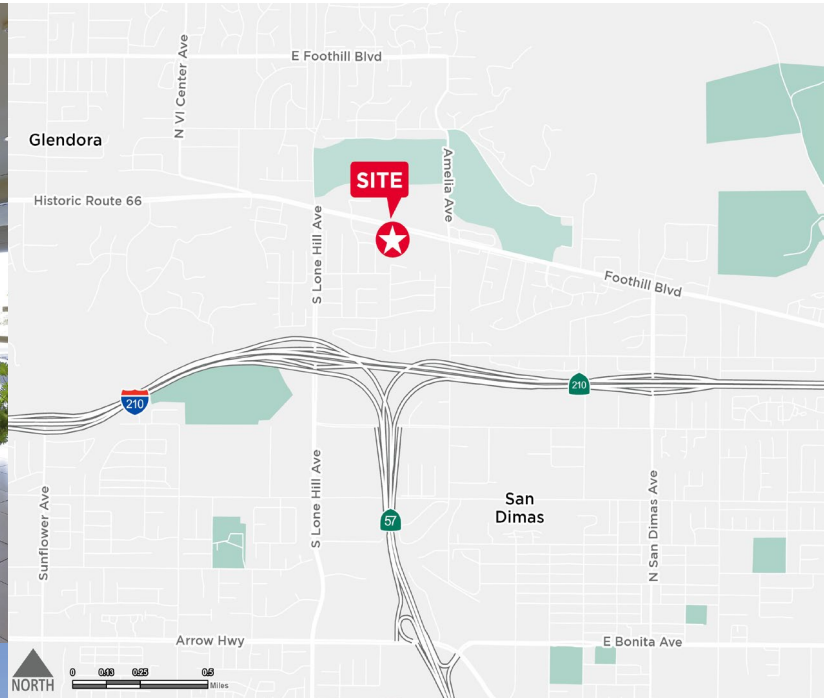 E Foothill Blvd
N VI Center Ave
Glendora
SITE
Amelia Ave
Historic Route 66
S Lone Hill Ave
Foothill Blvd
210
210
S Lone Hill Ave
San
Dimas
Sunflower Ave
57
N San Dimas Ave
Arrow Hwy
E Bonita Ave
NORTH
0 0.13 0.25 0.5
Miles